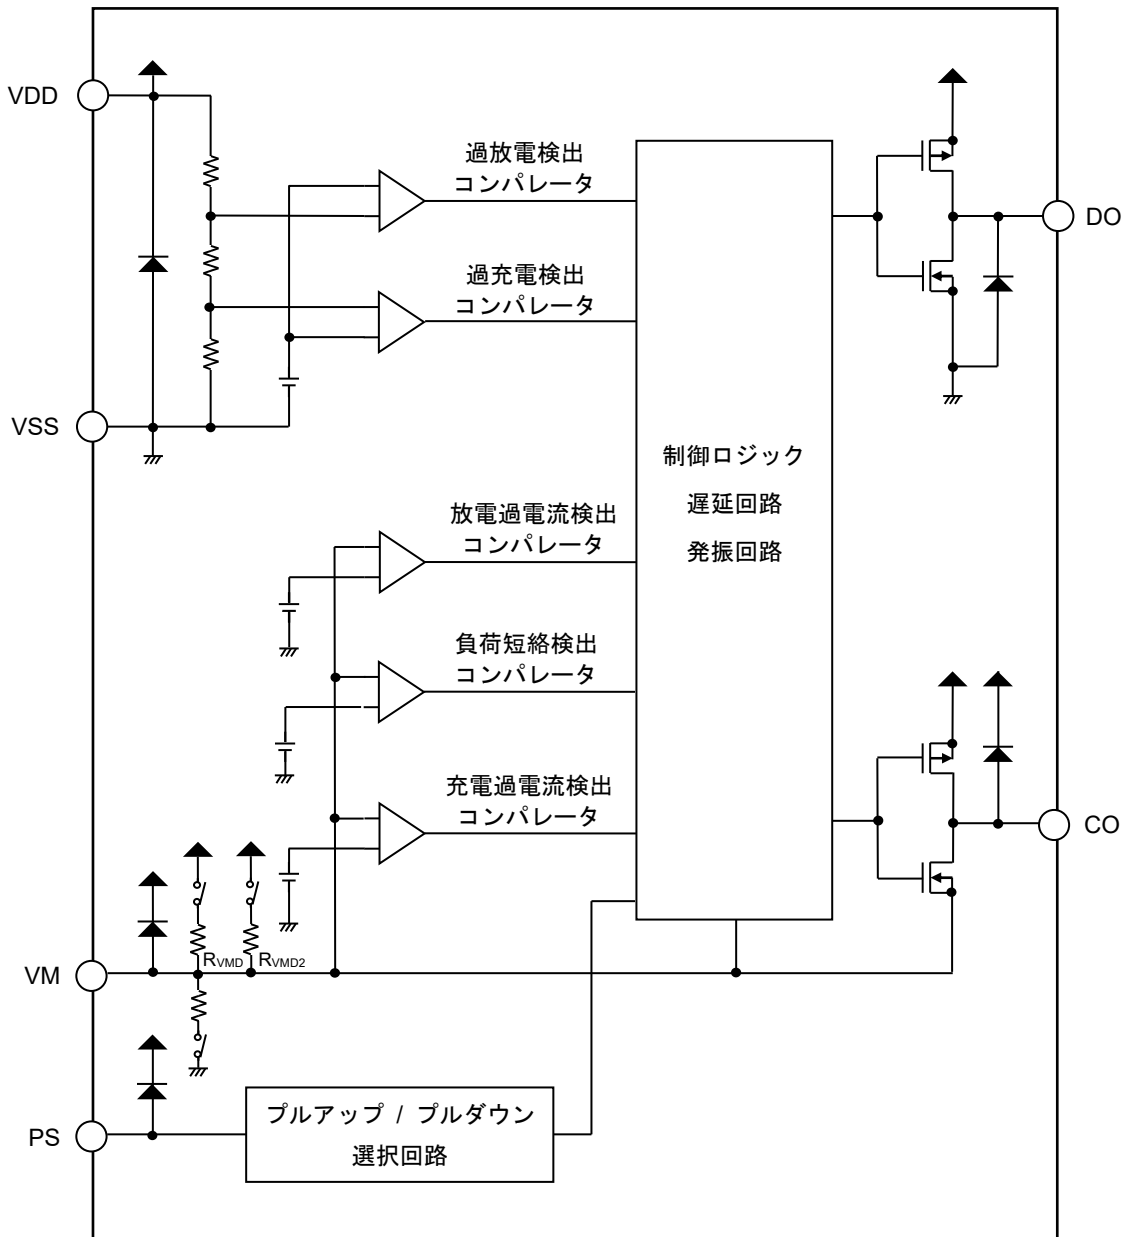 VDD
過放電検出
コンパレータ
DO
過充電検出
コンパレータ
VSS
制御ロジック
遅延回路
発振回路
放電過電流検出
コンパレータ
負荷短絡検出
コンパレータ
充電過電流検出
コンパレータ
CO
RVMD
RVMD2
VM
PS
プルアップ / プルダウン
選択回路